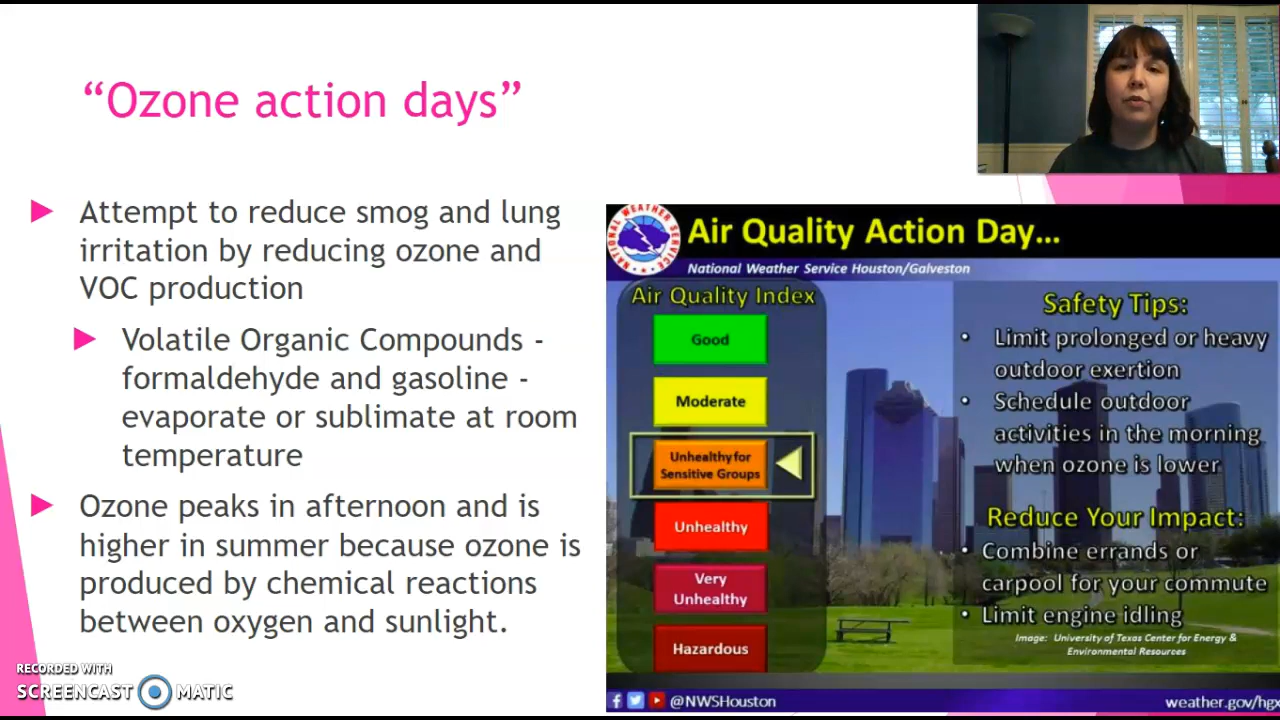 “Ozone action days”
Attempt to reduce smog and lung
irritation by reducing ozone and
VOC production
Volatile Organic Compounds -
formaldehyde and gasoline -
evaporate or sublimate at room
temperature
Ozone peaks in afternoon and is
higher in summer because ozone is
produced by chemical reactions
between oxygen and sunlight.
RECORDED WITH
SCREENCAST MATIC
NATIONAL WEATHER SERVICE
Air Quality Action Day...
National Weather Service Houston/Galveston
Air Quality Index
Good
Moderate
Unhealthy for
Sensitive Groups
Unhealthy
Very
Unhealthy
Hazardous
Safety Tips:
• Limit prolonged or heavy
outdoor exertion
• Schedule outdoor
activities in the morning
when ozone is lower
Reduce Your Impact:
• Combine errands or
carpool for your commute
• Limit engine idling
Image: University of Texas Center for Energy &
Environmental Resources
@NWSHouston
weather.gov/hgx